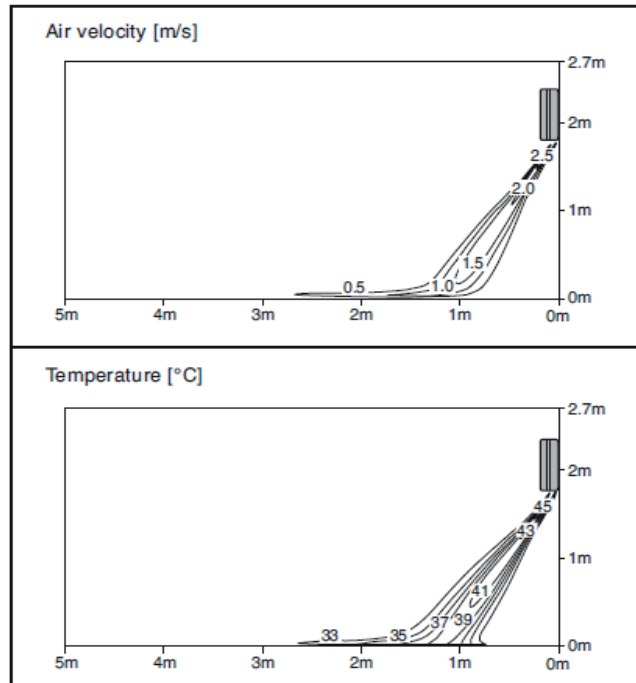 Air velocity [m/s]
2.7m
2m
2.5
2.0
1m
1.5
0.5
1.0
0m
5m 4m 3m 2m 1m 0m
Temperature [°C]
2.7m
2m
45
43
1m
41
37 39
33 35
0m
5m 4m 3m 2m 1m 0m